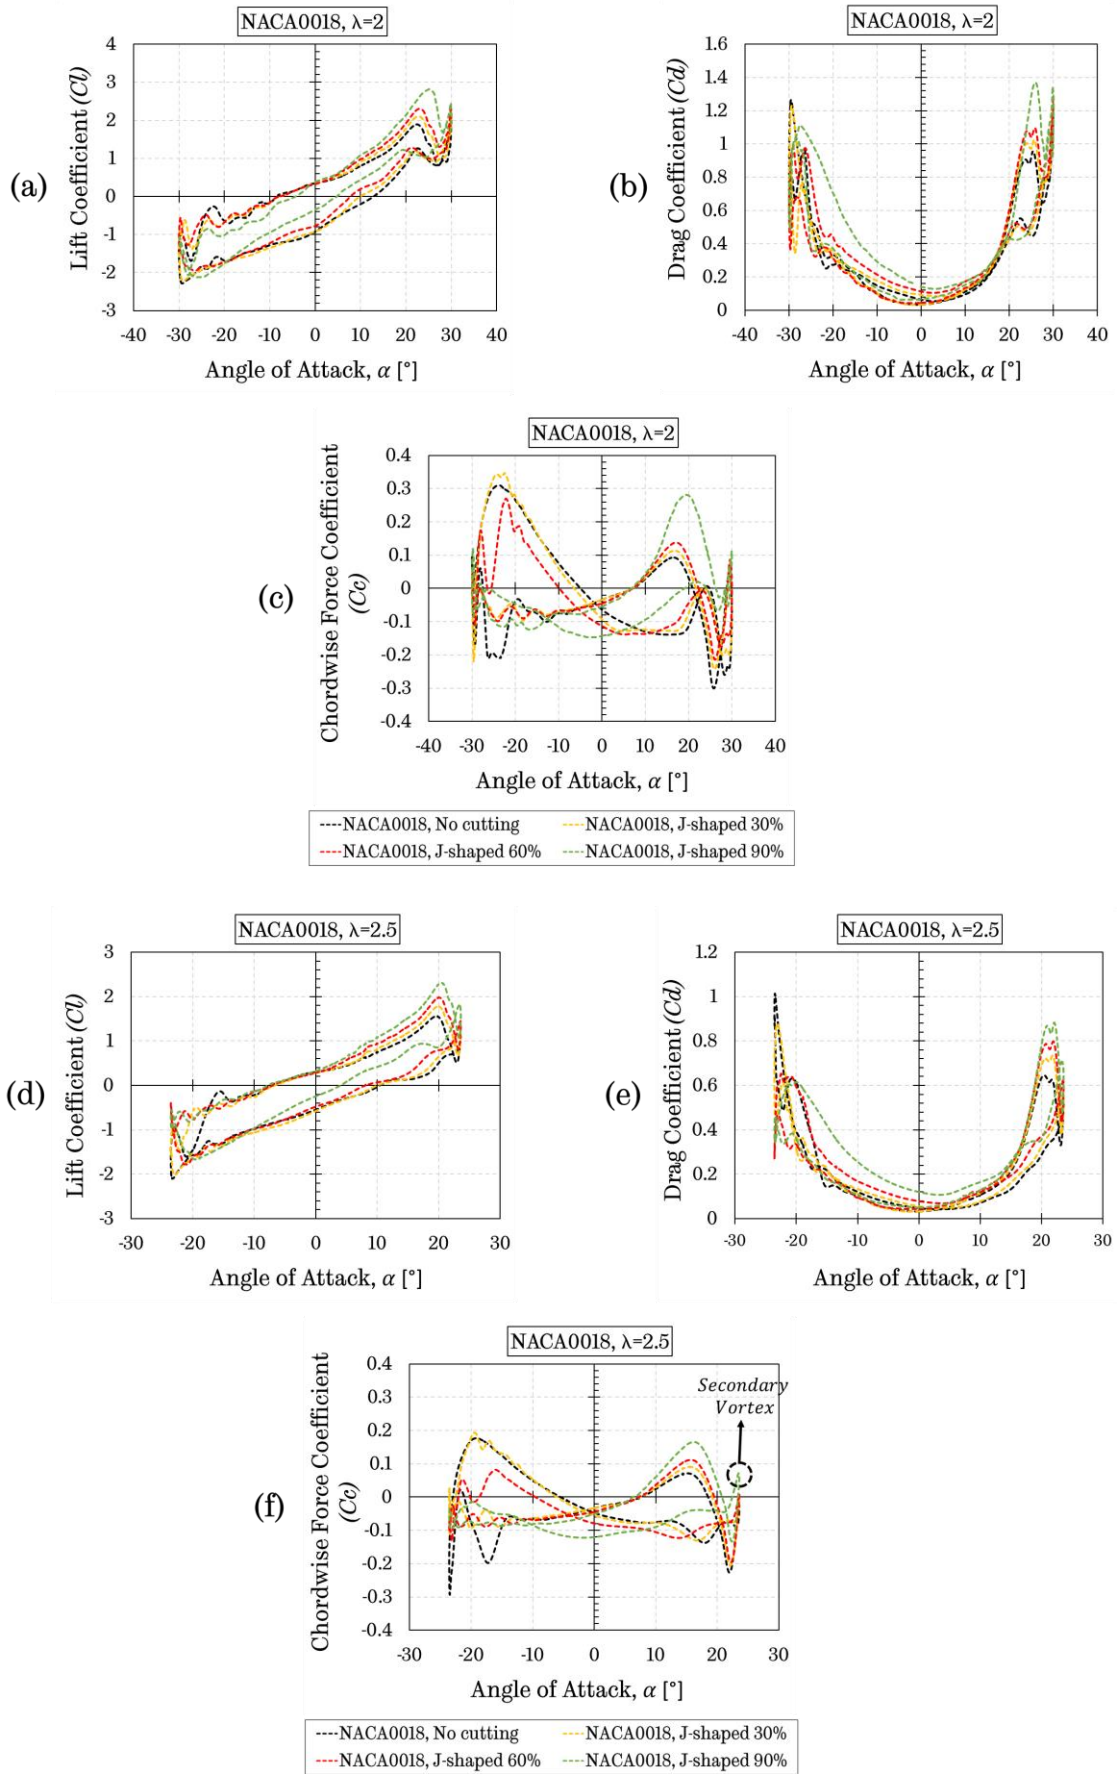 NACA0018, λ=2
4
3
2
1
0
-1
-2
-3
-40 -30 -20 -10 0 10 20 30 40
Lift Coefficient (Cl)
Angle of Attack, α [°]
(a)
NACA0018, λ=2
1.6
1.4
1.2
1
0.8
0.6
0.4
0.2
0
-40 -30 -20 -10 0 10 20 30 40
Drag Coefficient (Cd)
Angle of Attack, α [°]
(b)
NACA0018, λ=2
0.4
0.3
0.2
0.1
0
-0.1
-0.2
-0.3
-0.4
-40 -30 -20 -10 0 10 20 30 40
Chordwise Force Coefficient
(Cc)
Angle of Attack, α [°]
(c)
NACA0018, No cutting NACA0018, J-shaped 30%
NACA0018, J-shaped 60% NACA0018, J-shaped 90%
NACA0018, λ=2.5
3
2
1
0
-1
-2
-3
-30 -20 -10 0 10 20 30
Lift Coefficient (Cl)
Angle of Attack, α [°]
(d)
NACA0018, λ=2.5
1.2
1
0.8
0.6
0.4
0.2
0
-30 -20 -10 0 10 20 30
Drag Coefficient (Cd)
Angle of Attack, α [°]
(e)
NACA0018, λ=2.5
0.4
0.3
0.2
0.1
0
-0.1
-0.2
-0.3
-0.4
-30 -20 -10 0 10 20 30
Secondary
Vortex
Chordwise Force Coefficient
(Cc)
Angle of Attack, α [°]
(f)
NACA0018, No cutting NACA0018, J-shaped 30%
NACA0018, J-shaped 60% NACA0018, J-shaped 90%